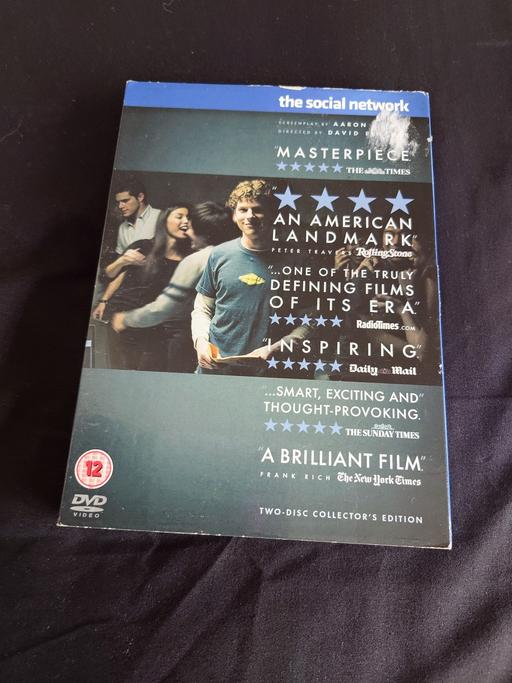 the social network
SCREENPLAY BY AARON
DIRECTED BY DAVID
"MASTERPIECE"
THE TIMES
"AN AMERICAN
LANDMARK"
PETER TRAVERS Rolling Stone
"...ONE OF THE TRULY
DEFINING FILMS
OF ITS ERA"
RadioTimes.COM
"INSPIRING"
Daily Mail
"...SMART, EXCITING AND
THOUGHT-PROVOKING."
THE SUNDAY TIMES
"A BRILLIANT FILM"
FRANK RICH The New York Times
12
DVD
VIDEO
TWO-DISC COLLECTOR'S EDITION